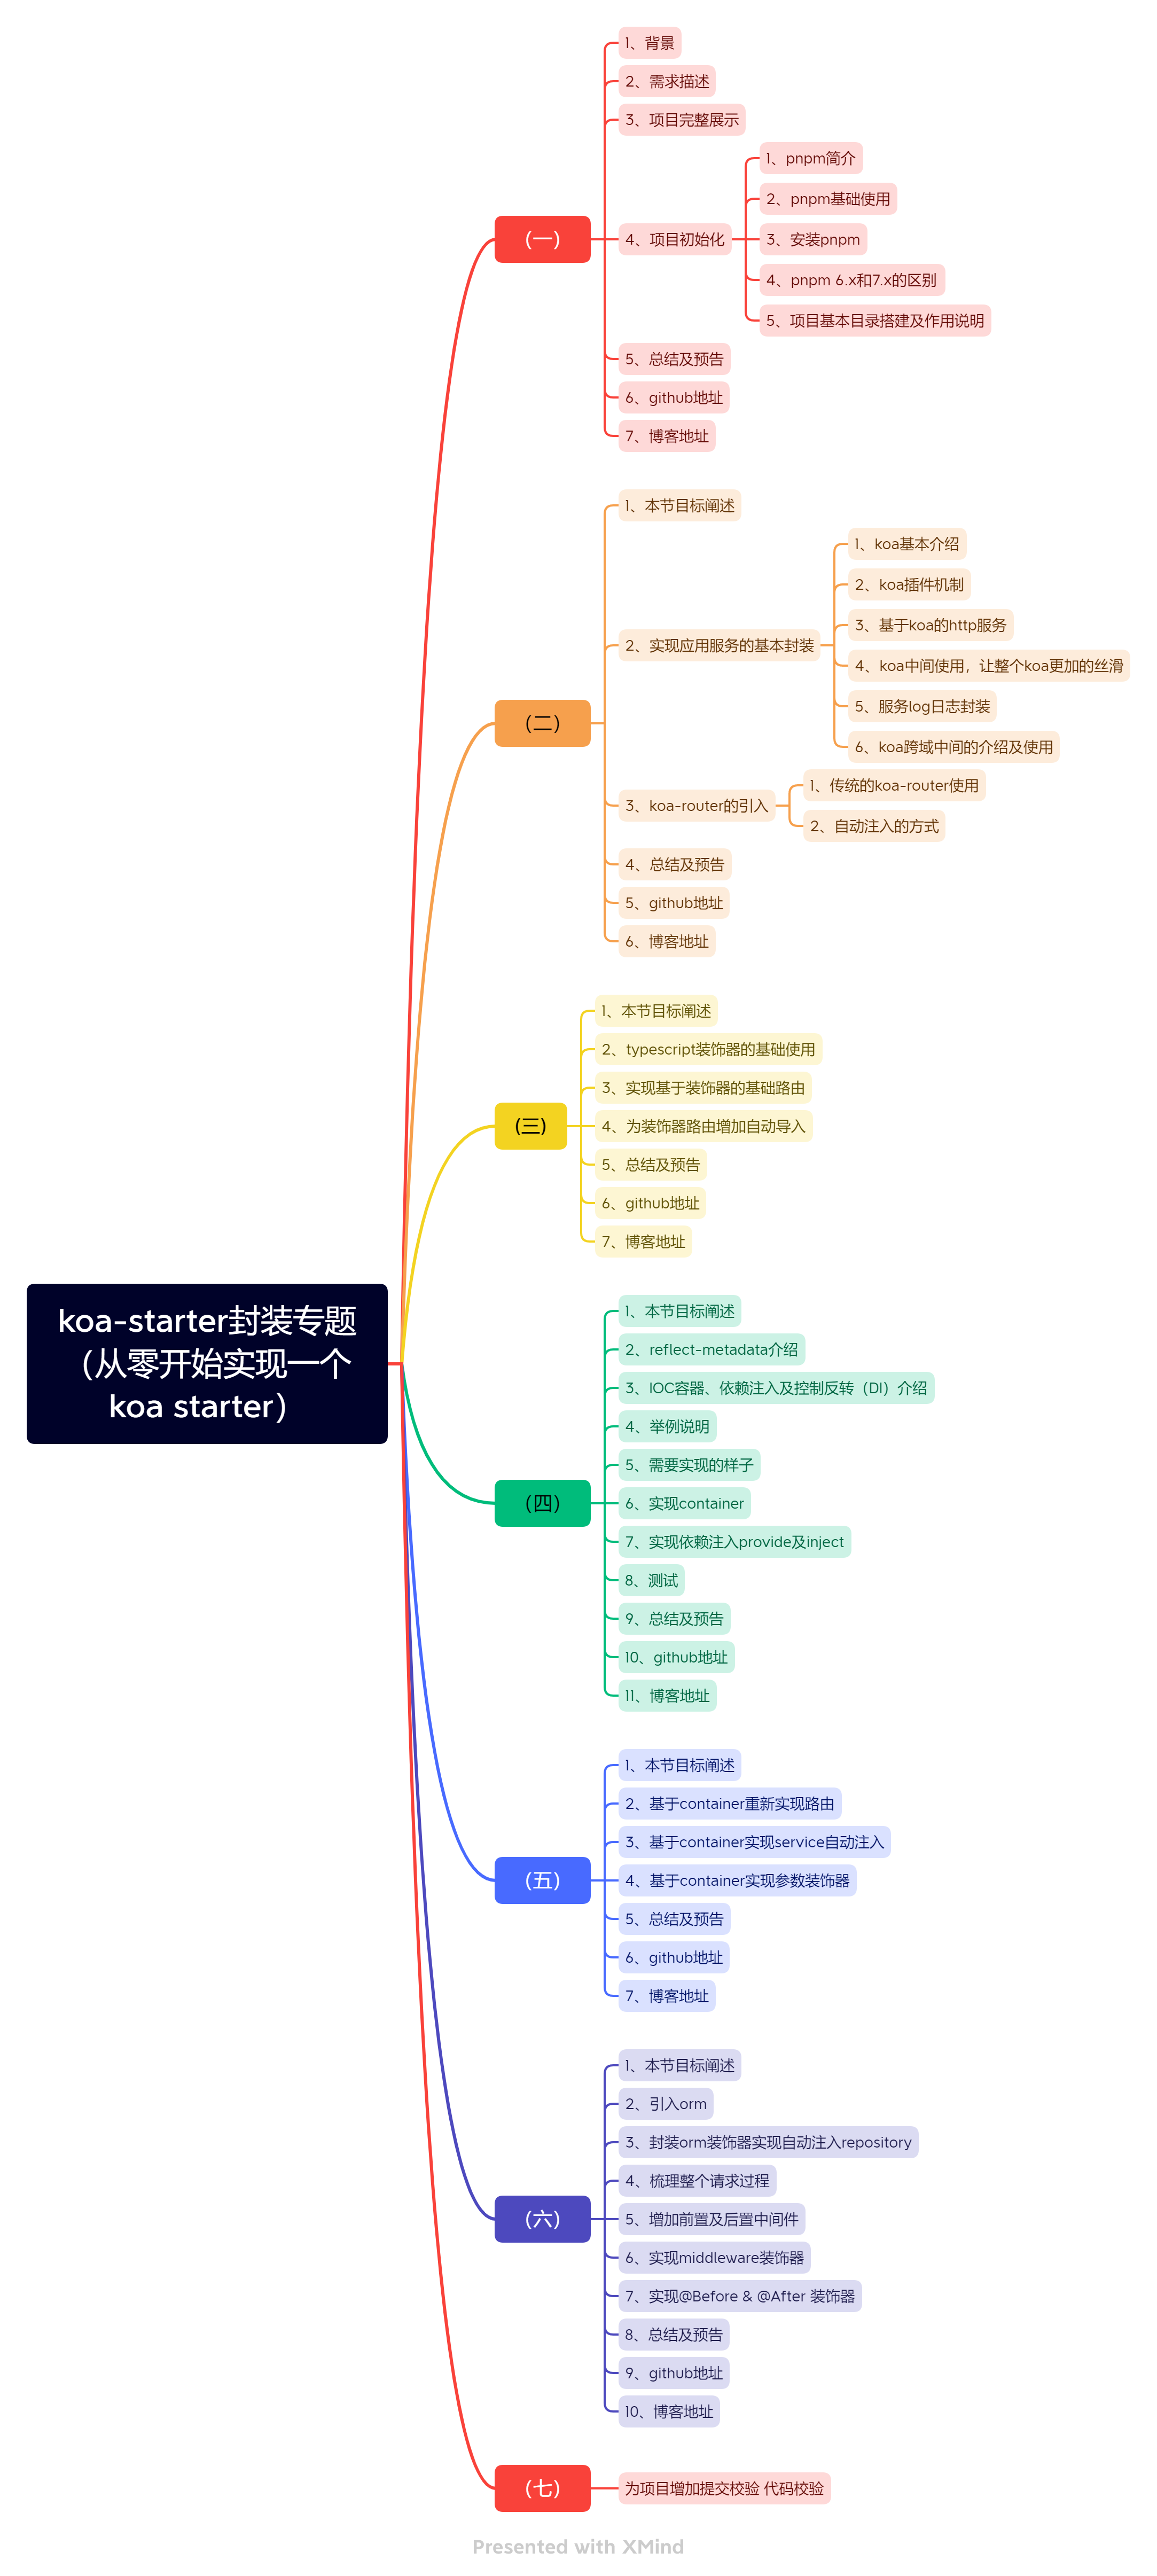 koa-starter封装专题
（从零开始实现一个
koa starter）
（一）
1、背景
2、需求描述
3、项目完整展示
4、项目初始化
1、pnpm简介
2、pnpm基础使用
3、安装pnpm
4、pnpm 6.x和7.x的区别
5、项目基本目录搭建及作用说明
5、总结及预告
6、github地址
7、博客地址
（二）
1、本节目标阐述
2、实现应用服务的基本封装
1、koa基本介绍
2、koa插件机制
3、基于koa的http服务
4、koa中间使用，让整个koa更加的丝滑
5、服务log日志封装
6、koa跨域中间的介绍及使用
3、koa-router的引入
1、传统的koa-router使用
2、自动注入的方式
4、总结及预告
5、github地址
6、博客地址
(三)
1、本节目标阐述
2、typescript装饰器的基础使用
3、实现基于装饰器的基础路由
4、为装饰器路由增加自动导入
5、总结及预告
6、github地址
7、博客地址
（四）
1、本节目标阐述
2、reflect-metadata介绍
3、IOC容器、依赖注入及控制反转（DI）介绍
4、举例说明
5、需要实现的样子
6、实现container
7、实现依赖注入provide及inject
8、测试
9、总结及预告
10、github地址
11、博客地址
（五）
1、本节目标阐述
2、基于container重新实现路由
3、基于container实现service自动注入
4、基于container实现参数装饰器
5、总结及预告
6、github地址
7、博客地址
（六）
1、本节目标阐述
2、引入orm
3、封装orm装饰器实现自动注入repository
4、梳理整个请求过程
5、增加前置及后置中间件
6、实现middleware装饰器
7、实现@Before & @After 装饰器
8、总结及预告
9、github地址
10、博客地址
（七）
为项目增加提交校验 代码校验
Presented with XMind